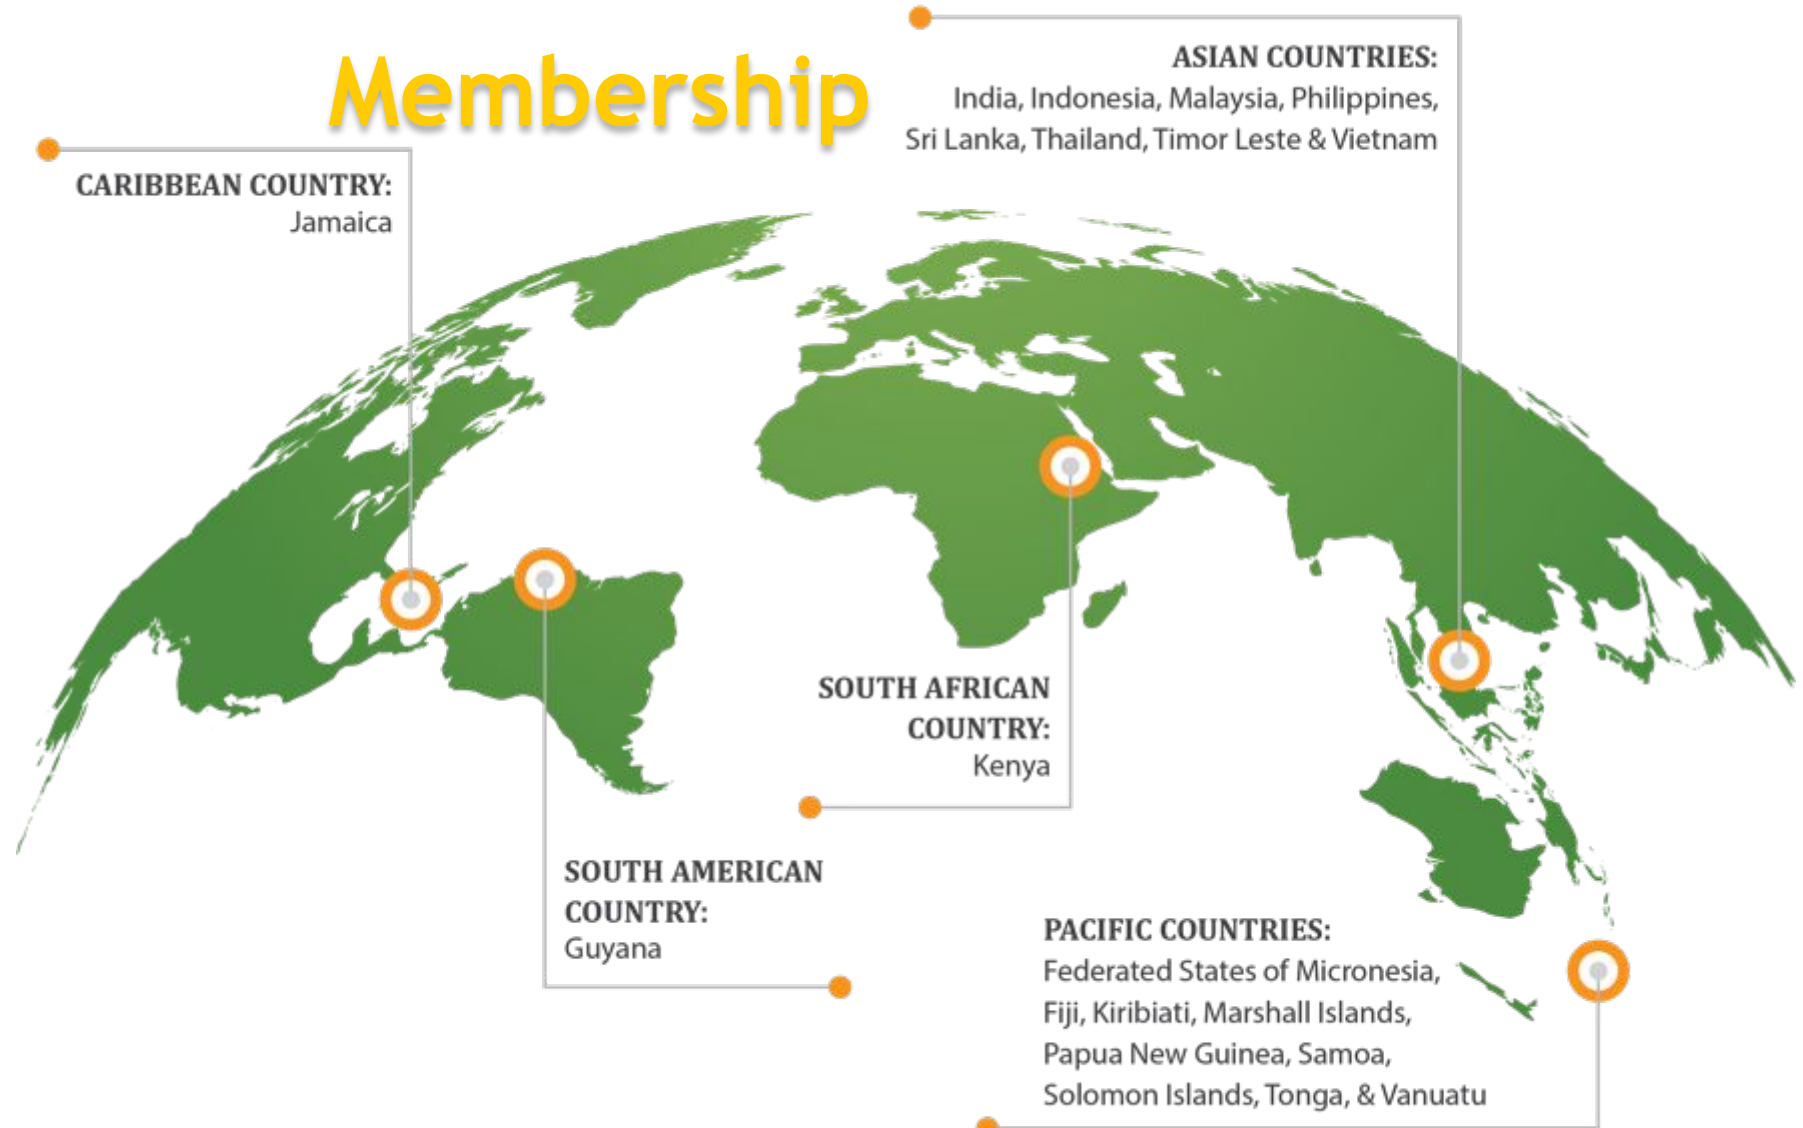 Membership
ASIAN COUNTRIES:
India, Indonesia, Malaysia, Philippines,
Sri Lanka, Thailand, Timor Leste & Vietnam
CARIBBEAN COUNTRY:
Jamaica
SOUTH AFRICAN
COUNTRY:
Kenya
SOUTH AMERICAN
COUNTRY:
Guyana
PACIFIC COUNTRIES:
Federated States of Micronesia,
Fiji, Kiribiati, Marshall Islands,
Papua New Guinea, Samoa,
Solomon Islands, Tonga, & Vanuatu